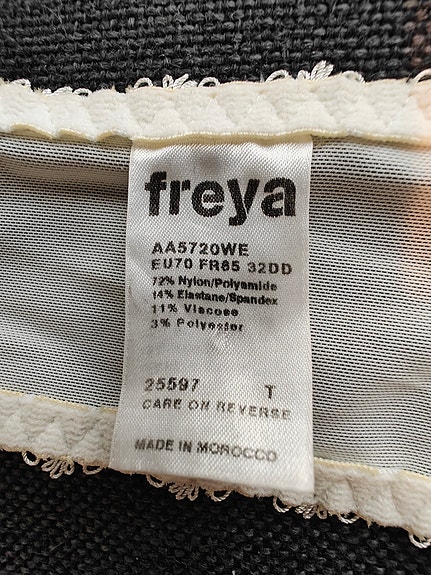 freya
AA5720WE
EU70 FR85 32DD
72% Nylon/Polyamide
14% Elastane/Spandex
11% Viscose
3% Polyester
25597 T
CARE ON REVERSE
MADE IN MOROCCO